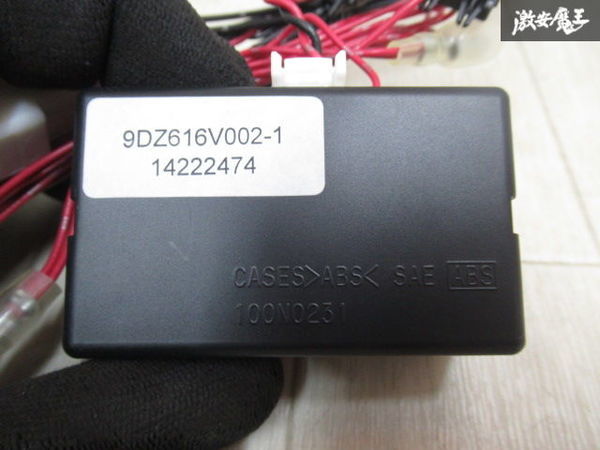 激安魔王
9DZ616V002-1
14222474
CASES>ABS< SAE ABS
100N0231